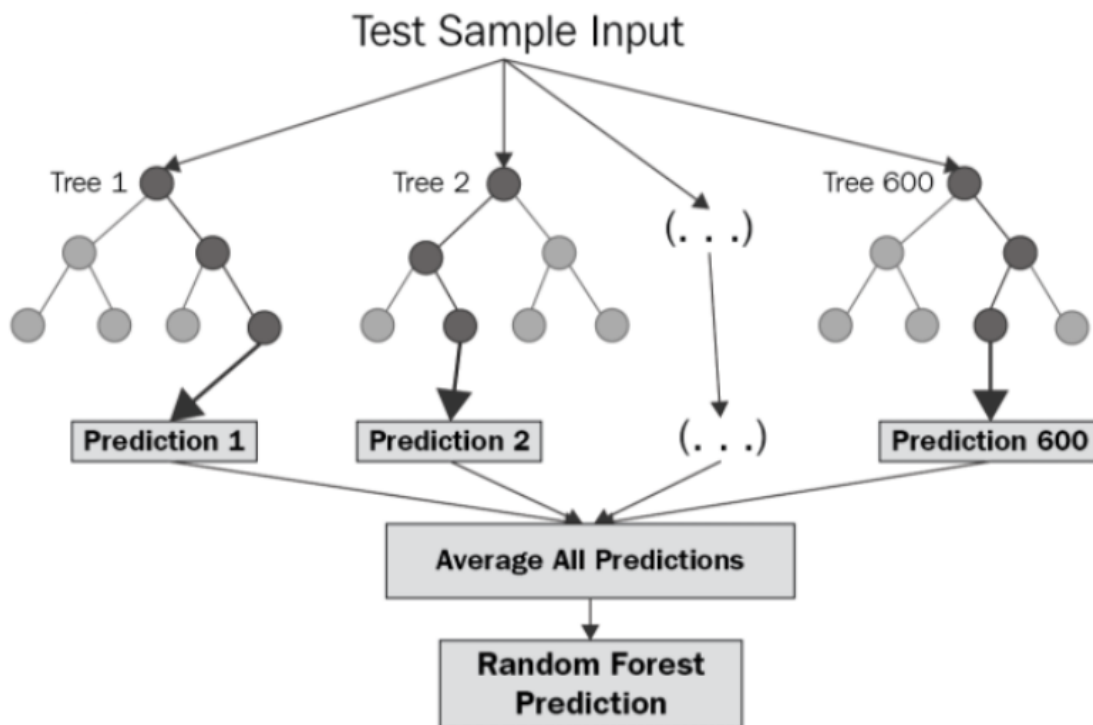 Test Sample Input
Tree 1
Tree 2
Tree 600
(. . .)
Prediction 1
Prediction 2
(. . .)
Prediction 600
Average All Predictions
Random Forest
Prediction